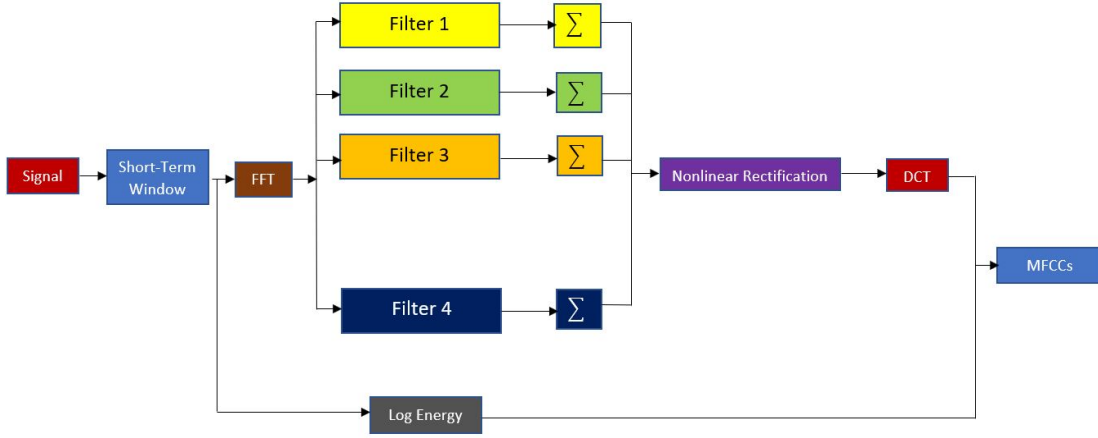 Filter 1
∑
Filter 2
∑
Filter 3
∑
Signal
Short-Term
Window
FFT
Nonlinear Rectification
DCT
MFCCs
Filter 4
∑
Log Energy